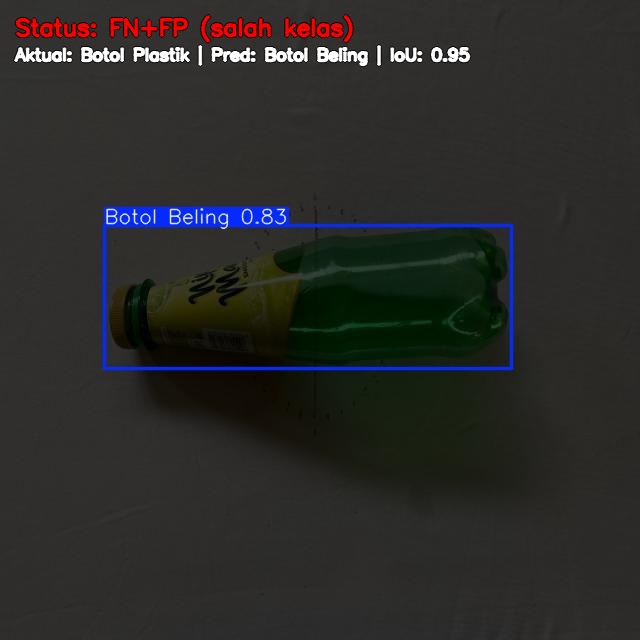 Status: FN+FP (salah kelas)
Aktual: Botol Plastik | Pred: Botol Beling | IoU: 0.95
Botol Beling 0.83